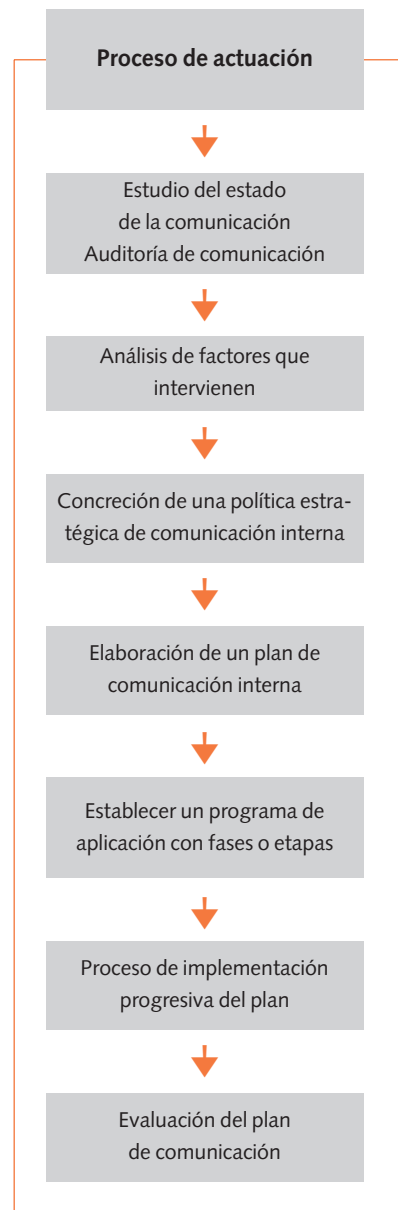 Proceso de actuación
Estudio del estado
de la comunicación
Auditoría de comunicación
Análisis de factores que
intervienen
Concreción de una política estra-
tégica de comunicación interna
Elaboración de un plan de
comunicación interna
Establecer un programa de
aplicación con fases o etapas
Proceso de implementación
progresiva del plan
Evaluación del plan
de comunicación